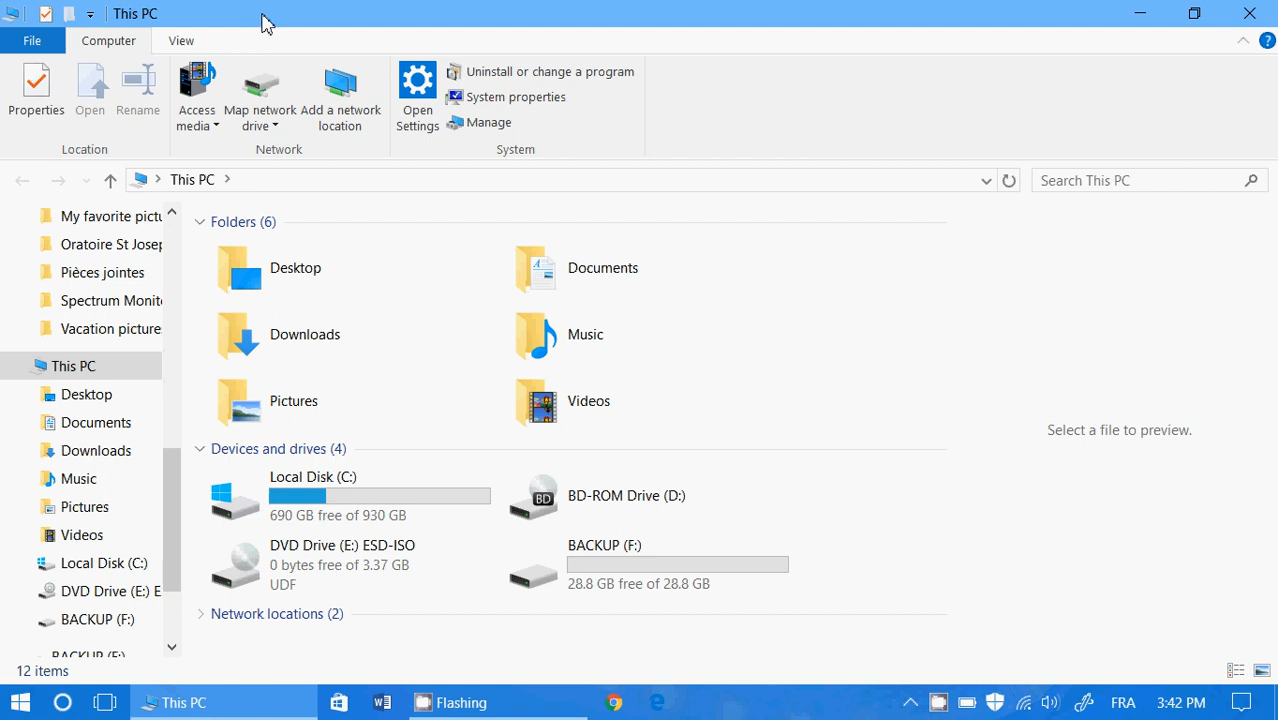 This PC
File
Computer
View
Properties
Open
Rename
Access media
Map network drive
Add a network location
Open Settings
Uninstall or change a program
System properties
Manage
Location
Network
System
This PC
Search This PC
My favorite pictu
Oratoire St Josep
Pièces jointes
Spectrum Monito
Vacation pictures
This PC
Desktop
Documents
Downloads
Music
Pictures
Videos
Local Disk (C:)
DVD Drive (E:) E
BACKUP (F:)
BACKUP (F:)
Folders (6)
Desktop
Documents
Downloads
Music
Pictures
Videos
Devices and drives (4)
Local Disk (C:)
690 GB free of 930 GB
BD
BD-ROM Drive (D:)
DVD Drive (E:) ESD-ISO
0 bytes free of 3.37 GB
UDF
BACKUP (F:)
28.8 GB free of 28.8 GB
Network locations (2)
Select a file to preview.
12 items
This PC
Flashing
FRA
3:42 PM